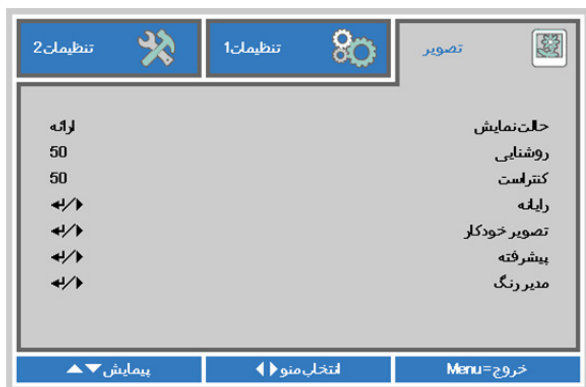 تصویر
تنظیمات1
تنظیمات2
حالت نمایش ارائه
روشنایی 50
کنتراست 50
رایانه
تصویر خودکار
پیشرفته
مدیر رنگ
خروج=Menu
انتخاب منو
پیمایش